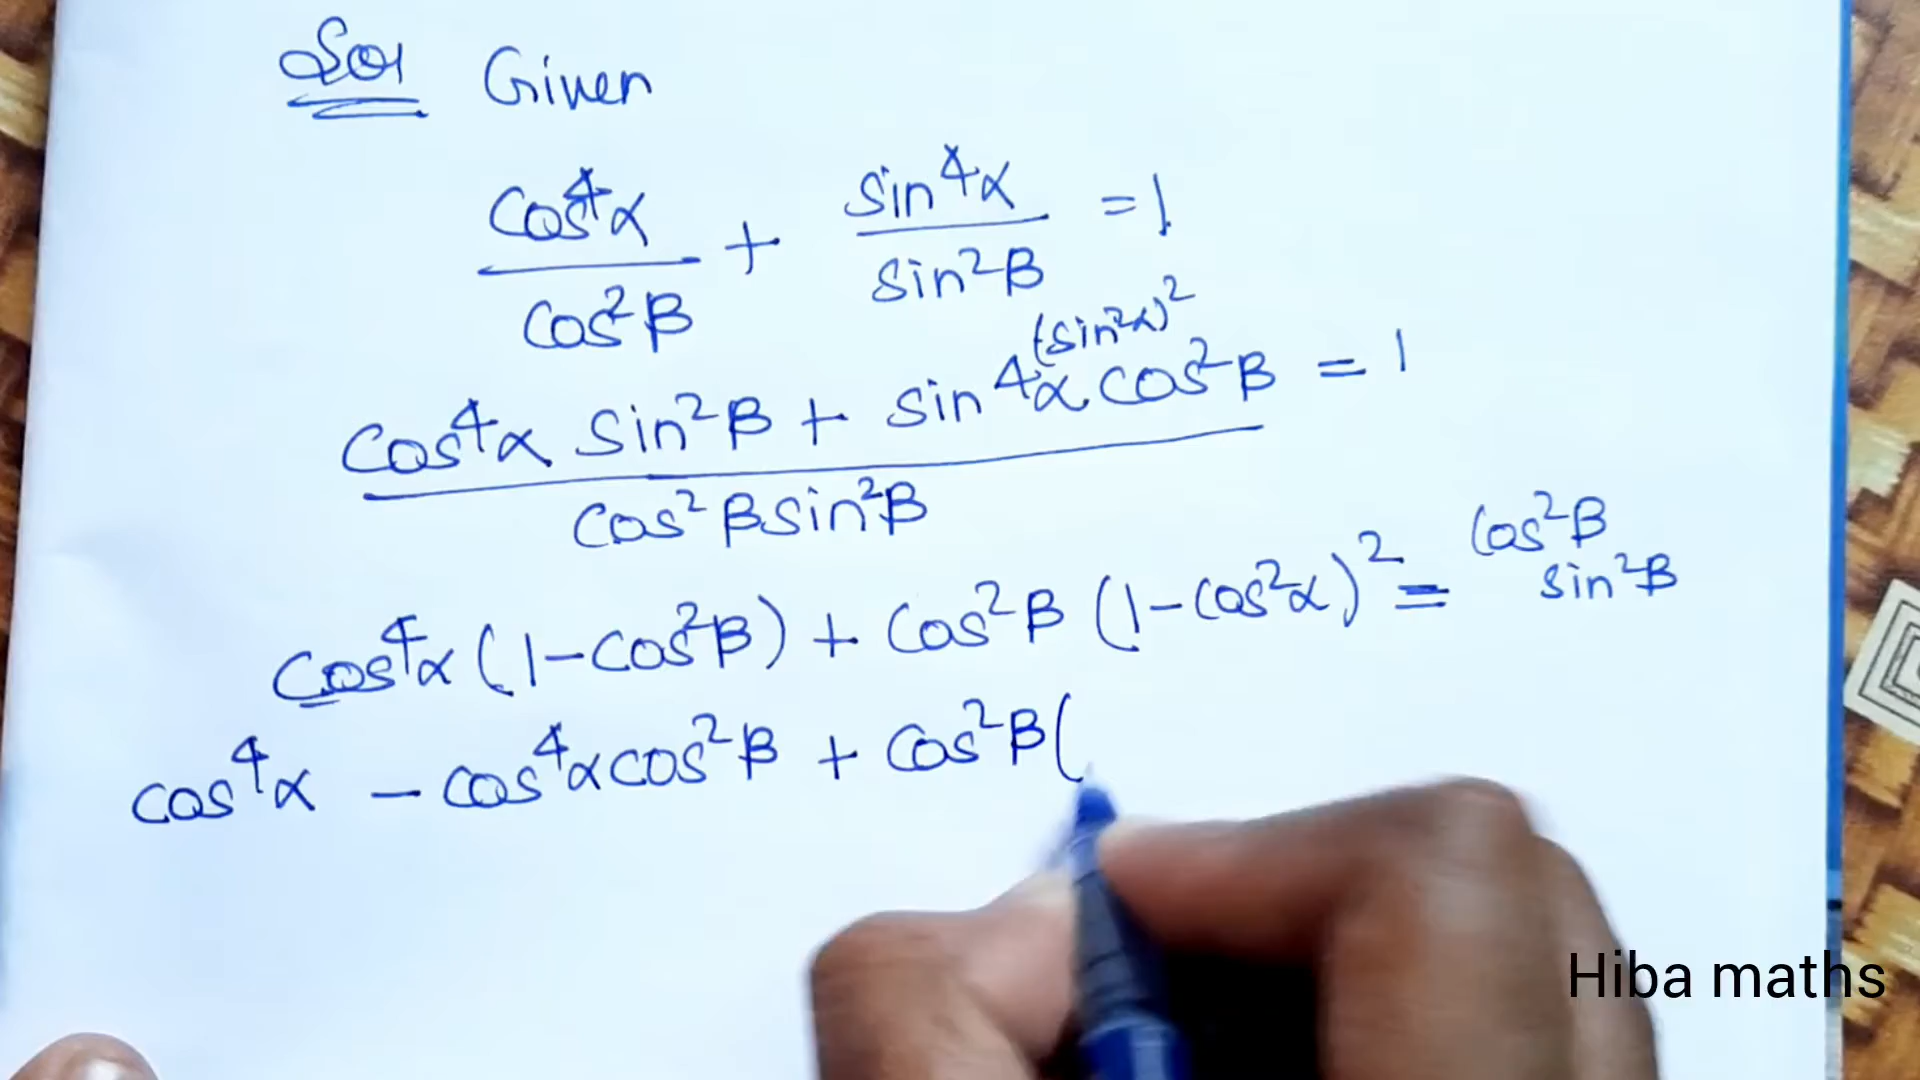 Sol Given
cos⁴α/cos²β + sin⁴α/sin²β = 1
(sin²α)²
cos⁴α sin²β + sin⁴α cos²β = 1
cos²β sin²β
cos⁴α (1-cos²β) + cos²β (1-cos²α)² = cos²β sin²β
cos⁴α - cos⁴α cos²β + cos²β(
Hiba maths